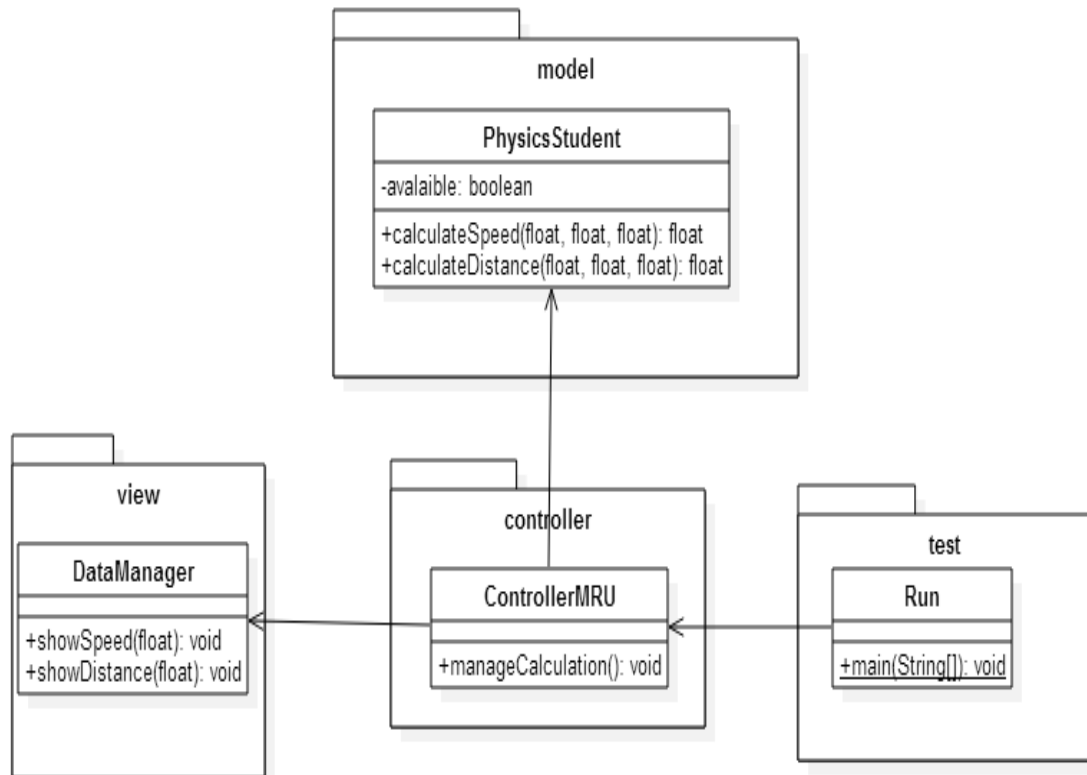 model
PhysicsStudent
-avalaible: boolean
+calculateSpeed(float, float, float): float
+calculateDistance(float, float, float): float
view
DataManager
+showSpeed(float): void
+showDistance(float): void
controller
ControllerMRU
+manageCalculation(): void
test
Run
+main(String[]): void